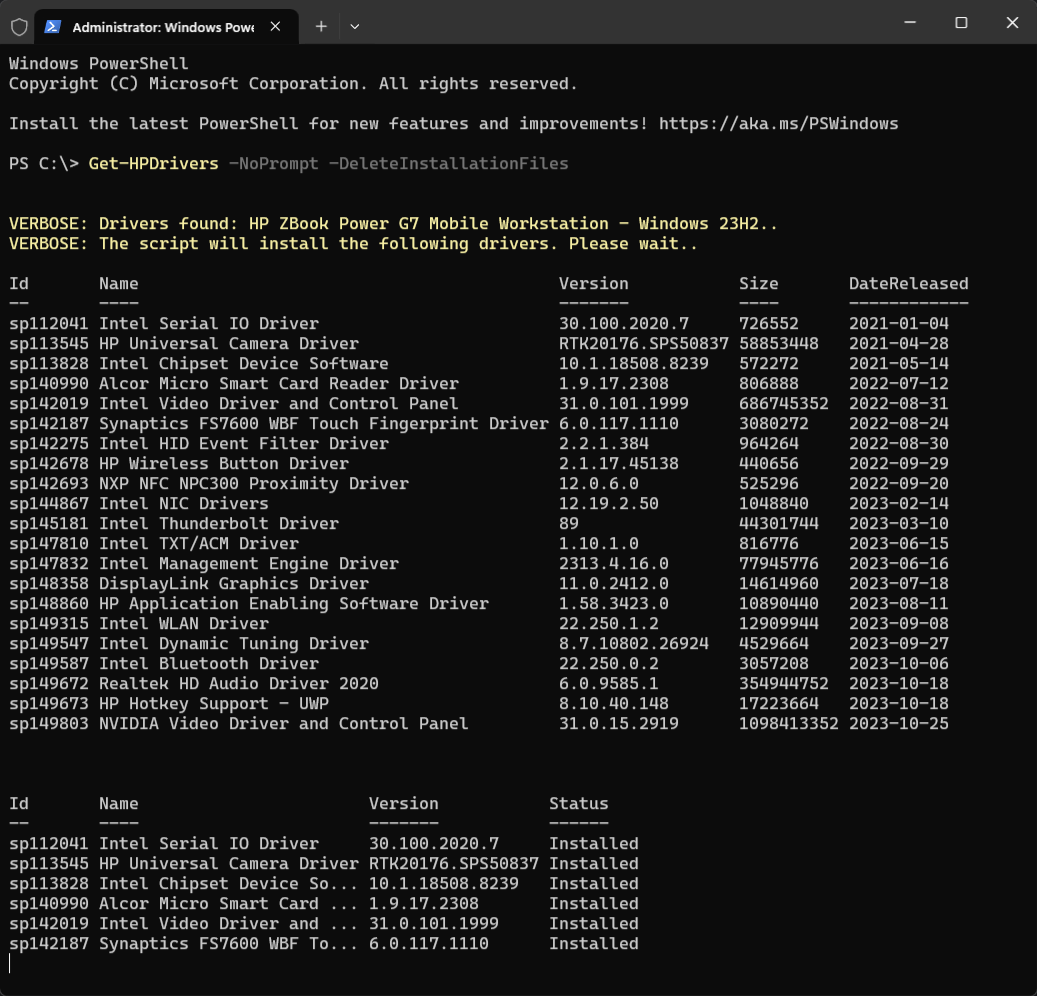 Administrator: Windows Powe
Windows PowerShell
Copyright (C) Microsoft Corporation. All rights reserved.
Install the latest PowerShell for new features and improvements! https://aka.ms/PSWindows
PS C:\> Get-HPDrivers -NoPrompt -DeleteInstallationFiles
VERBOSE: Drivers found: HP ZBook Power G7 Mobile Workstation - Windows 23H2..
VERBOSE: The script will install the following drivers. Please wait..
Id Name Version Size DateReleased
-- ---- ------- ---- ------------
sp112041 Intel Serial IO Driver 30.100.2020.7 726552 2021-01-04
sp113545 HP Universal Camera Driver RTK20176.SPS50837 58853448 2021-04-28
sp113828 Intel Chipset Device Software 10.1.18508.8239 572272 2021-05-14
sp140990 Alcor Micro Smart Card Reader Driver 1.9.17.2308 806888 2022-07-12
sp142019 Intel Video Driver and Control Panel 31.0.101.1999 686745352 2022-08-31
sp142187 Synaptics FS7600 WBF Touch Fingerprint Driver 6.0.117.1110 3080272 2022-08-24
sp142275 Intel HID Event Filter Driver 2.2.1.384 964264 2022-08-30
sp142678 HP Wireless Button Driver 2.1.17.45138 440656 2022-09-29
sp142693 NXP NFC NPC300 Proximity Driver 12.0.6.0 525296 2022-09-20
sp144867 Intel NIC Drivers 12.19.2.50 1048840 2023-02-14
sp145181 Intel Thunderbolt Driver 89 44301744 2023-03-10
sp147810 Intel TXT/ACM Driver 1.10.1.0 816776 2023-06-15
sp147832 Intel Management Engine Driver 2313.4.16.0 77945776 2023-06-16
sp148358 DisplayLink Graphics Driver 11.0.2412.0 14614960 2023-07-18
sp148860 HP Application Enabling Software Driver 1.58.3423.0 10890440 2023-08-11
sp149315 Intel WLAN Driver 22.250.1.2 12909944 2023-09-08
sp149547 Intel Dynamic Tuning Driver 8.7.10802.26924 4529664 2023-09-27
sp149587 Intel Bluetooth Driver 22.250.0.2 3057208 2023-10-06
sp149672 Realtek HD Audio Driver 2020 6.0.9585.1 354944752 2023-10-18
sp149673 HP Hotkey Support - UWP 8.10.40.148 17223664 2023-10-18
sp149803 NVIDIA Video Driver and Control Panel 31.0.15.2919 1098413352 2023-10-25
Id Name Version Status
-- ---- ------- ------
sp112041 Intel Serial IO Driver 30.100.2020.7 Installed
sp113545 HP Universal Camera Driver RTK20176.SPS50837 Installed
sp113828 Intel Chipset Device So... 10.1.18508.8239 Installed
sp140990 Alcor Micro Smart Card ... 1.9.17.2308 Installed
sp142019 Intel Video Driver and ... 31.0.101.1999 Installed
sp142187 Synaptics FS7600 WBF To... 6.0.117.1110 Installed